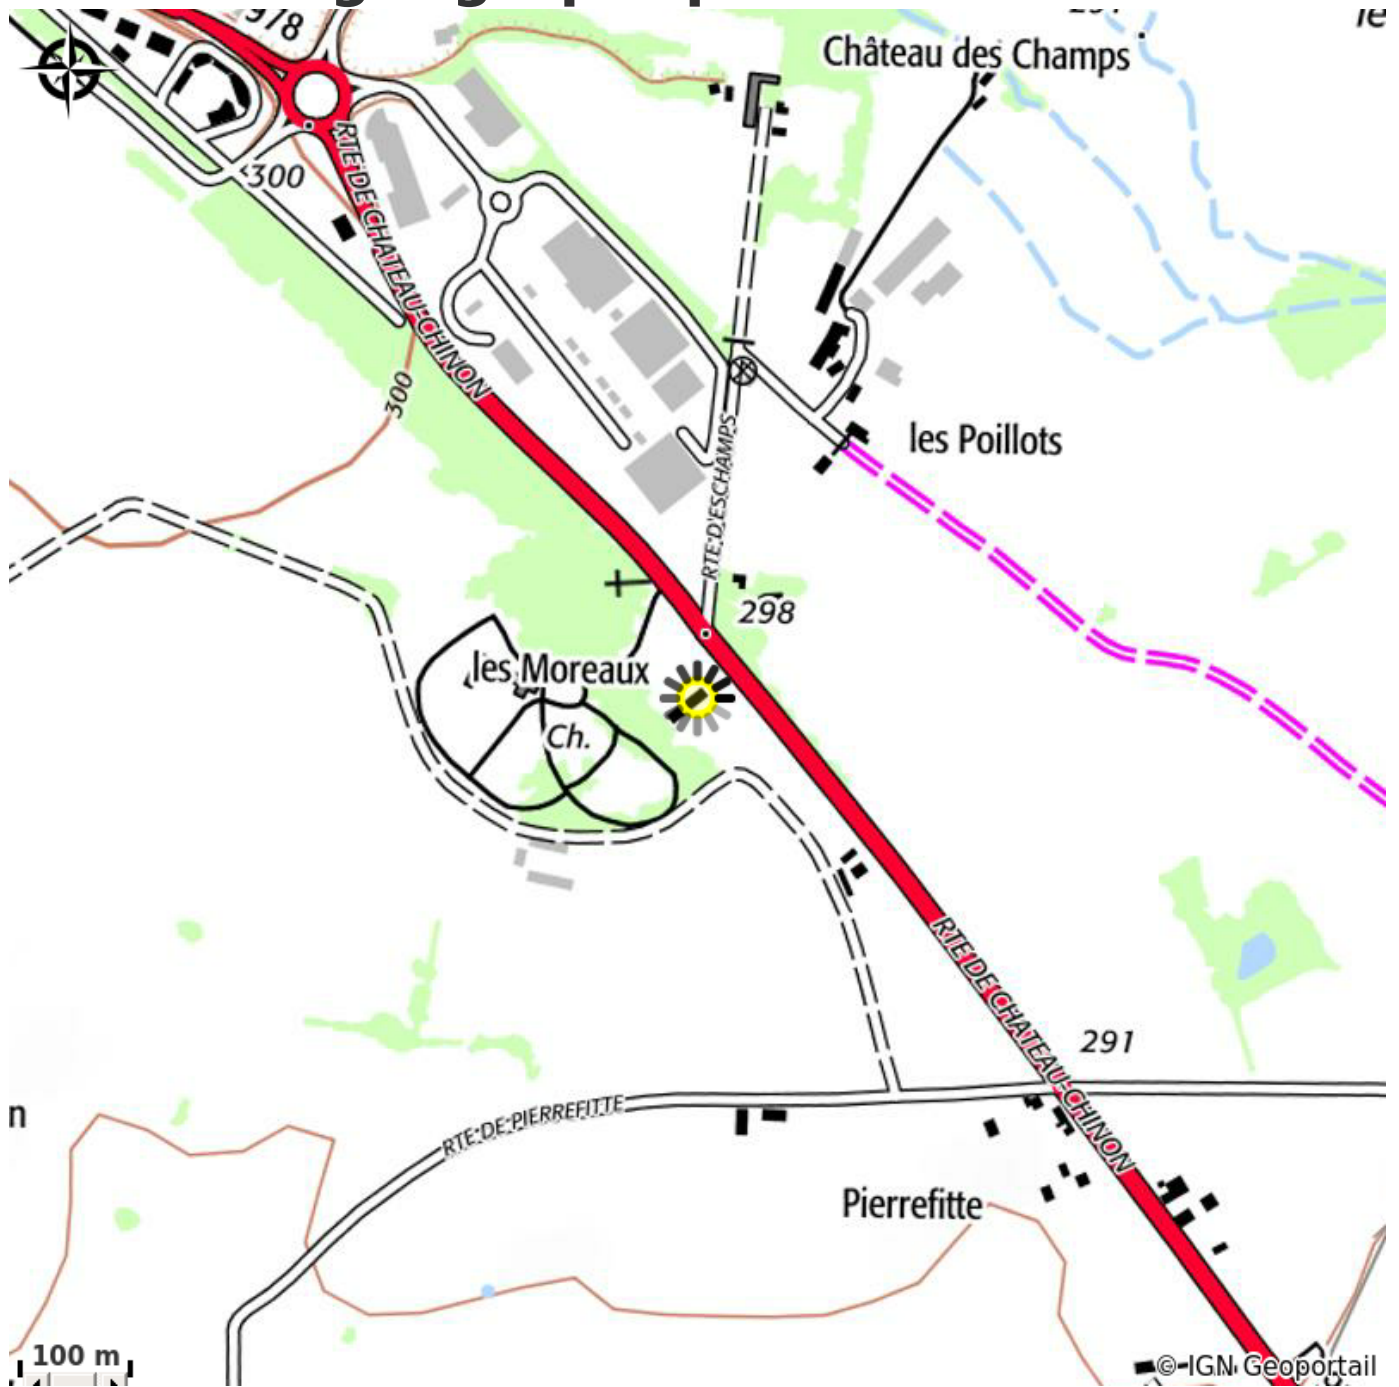 978
Château des Champs
RTE DE CHATEAU-CHINON
300
300
les Poillots
RTE D'ESCHAMPS
298
les Moreaux
Ch.
RTE DE CHATEAU-CHINON
291
n
RTE DE PIERREFITTE
Pierrefitte
100 m
© IGN Geoportail